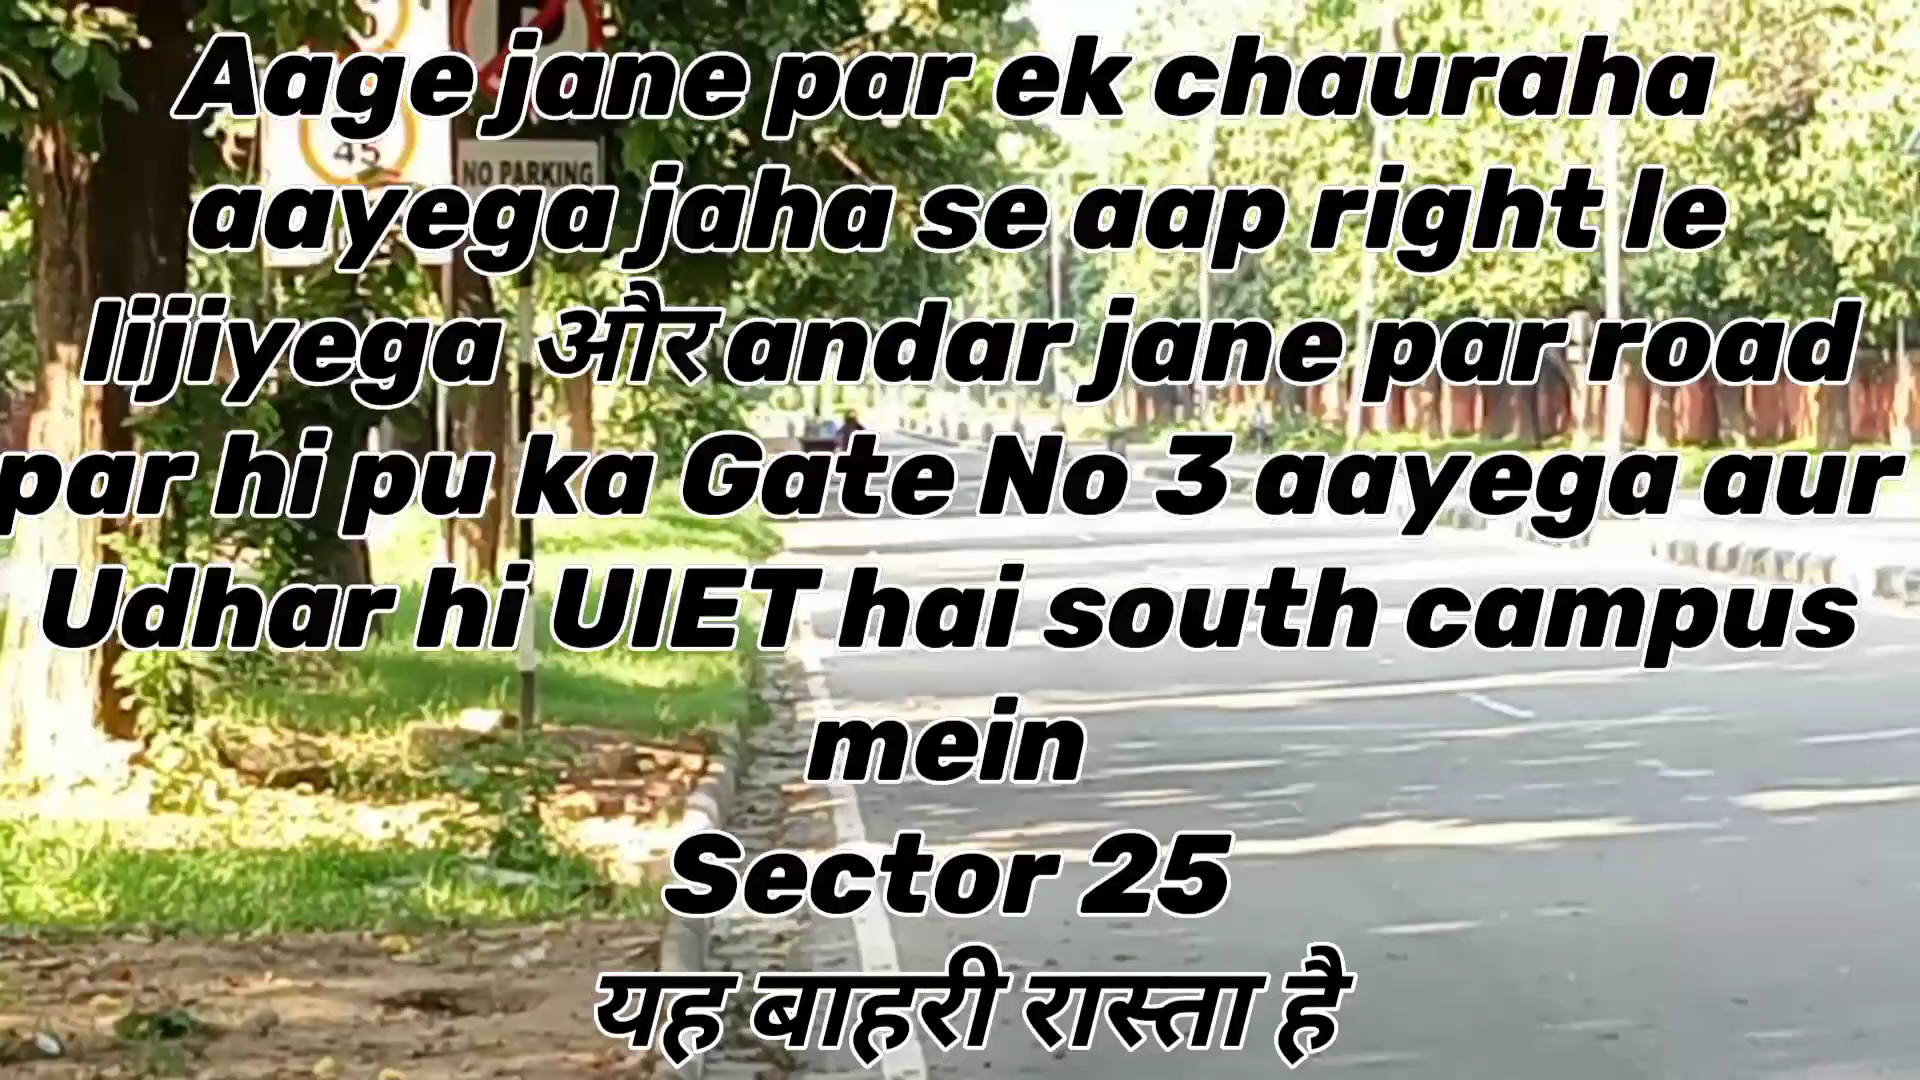 Aage jane par ek chauraha
aayega jaha se aap right le
lijiyega और andar jane par road
par hi pu ka Gate No 3 aayega aur
Udhar hi UIET hai south campus
mein
Sector 25
यह बाहरी रास्ता है
45
NO PARKING